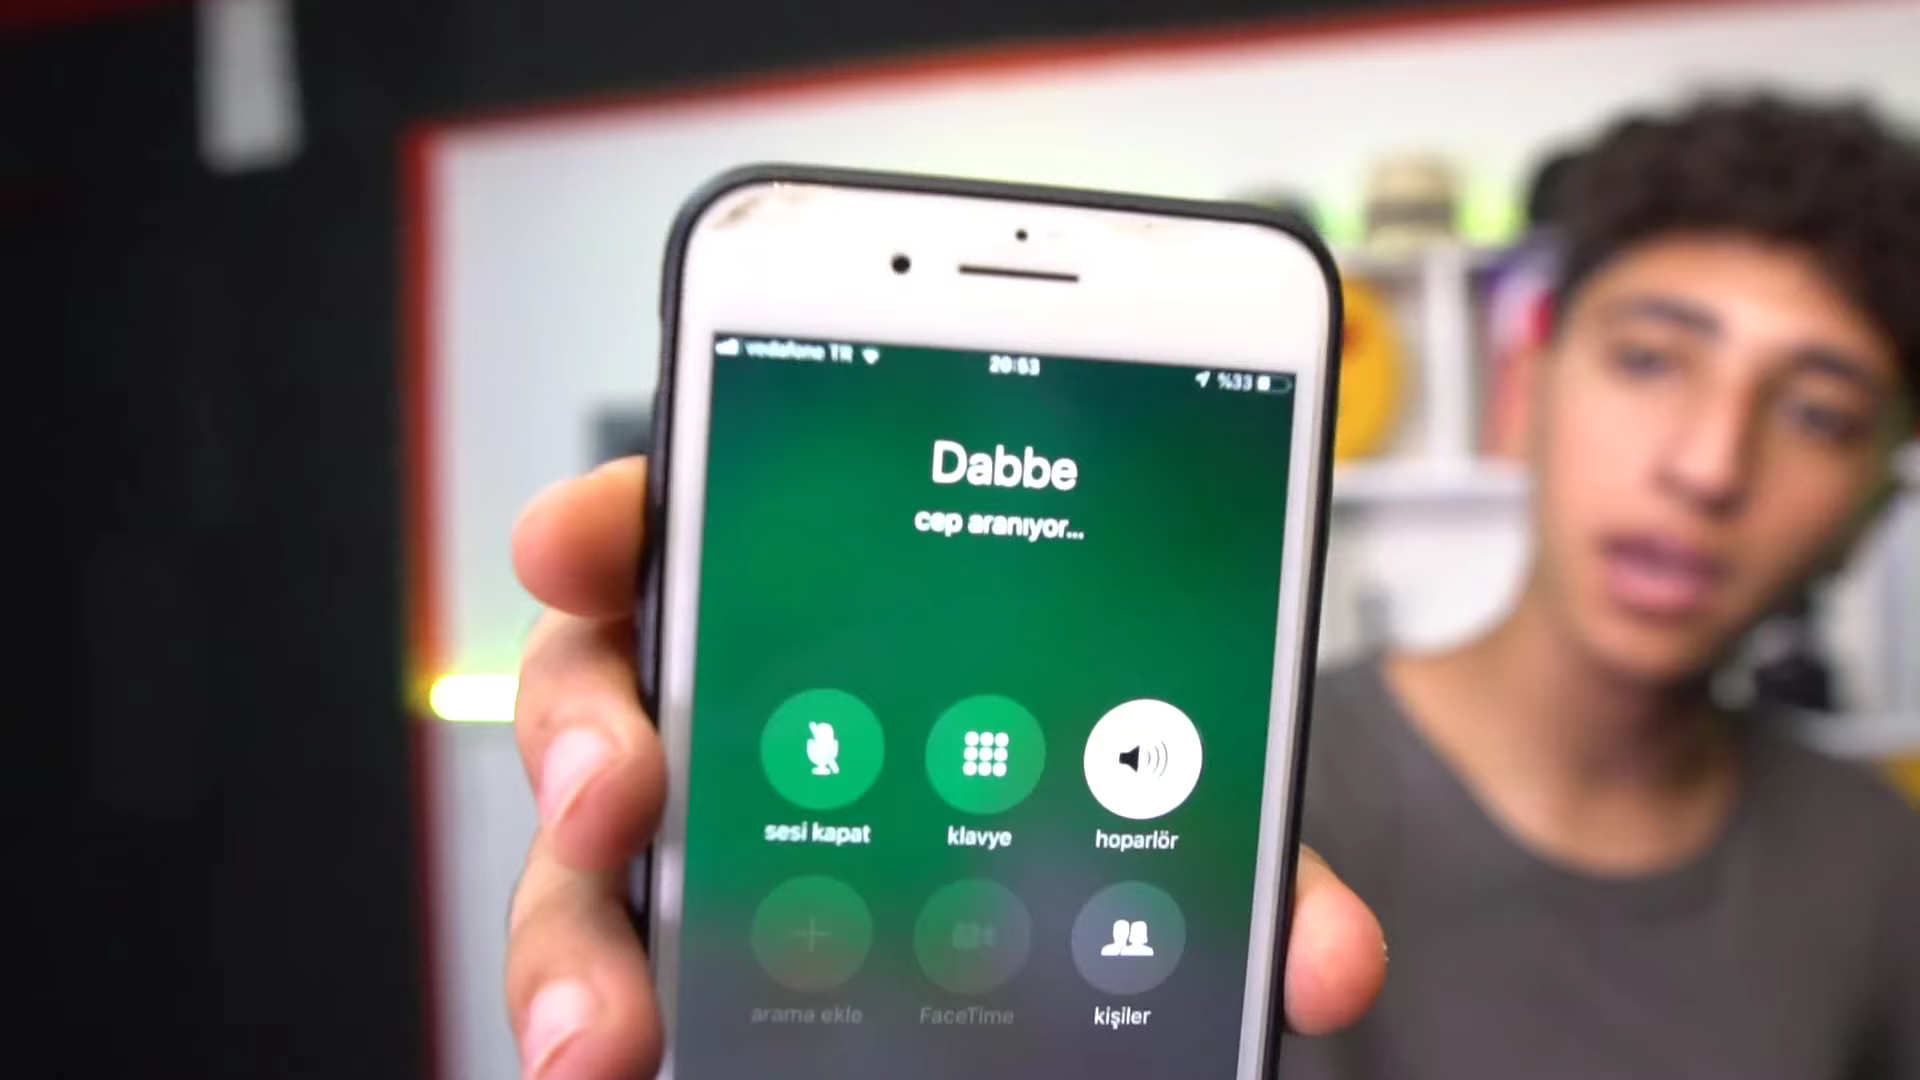 vodafone TR
20:53
%33
Dabbe
cep aranıyor...
sesi kapat
klavye
hoparlör
arama ekle
FaceTime
kişiler